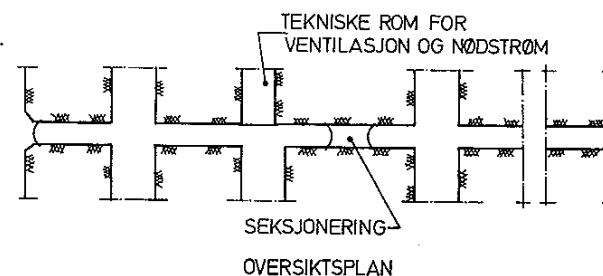 TEKNISKE ROM FOR
VENTILASJON OG NØDSTRØM
SEKSJONERING
OVERSIKTSPLAN